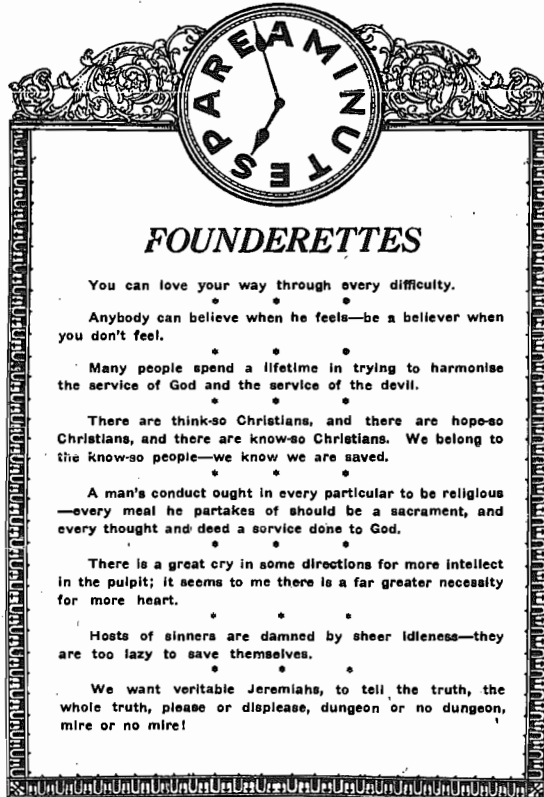 SPARE A MINUTE
FOUNDERETTES
You can love your way through every difficulty.
* * *
Anybody can believe when he feels—be a believer when
you don't feel.
* * *
Many people spend a lifetime in trying to harmonise
the service of God and the service of the devil.
* * *
There are think-so Christians, and there are hope-so
Christians, and there are know-so Christians. We belong to
the know-so people—we know we are saved.
* * *
A man's conduct ought in every particular to be religious
—every meal he partakes of should be a sacrament, and
every thought and deed a service done to God.
* * *
There is a great cry in some directions for more intellect
in the pulpit; it seems to me there is a far greater necessity
for more heart.
* * *
Hosts of sinners are damned by sheer idleness—they
are too lazy to save themselves.
* * *
We want veritable Jeremiahs, to tell the truth, the
whole truth, please or displease, dungeon or no dungeon,
mire or no mire!